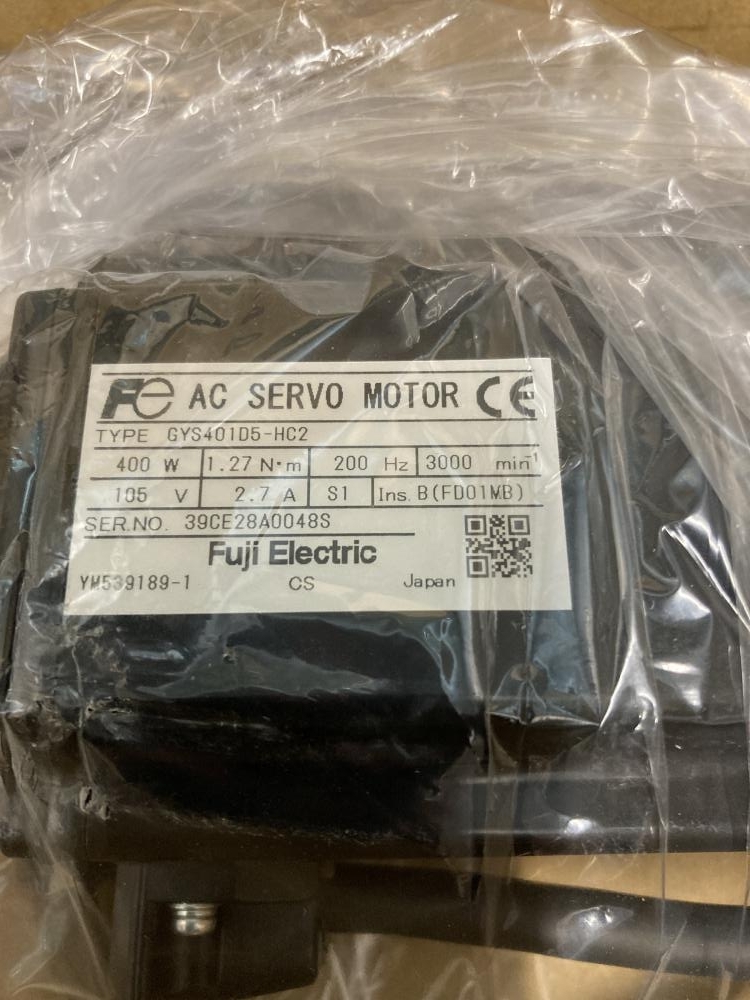 Fe AC SERVO MOTOR CE
TYPE GYS401D5-HC2
400 W 1.27 N·m 200 Hz 3000 min⁻¹
105 V 2.7 A S1 Ins. B(FD01MB)
SER.NO. 39CE28A0048S
Fuji Electric
YM539189-1 CS Japan